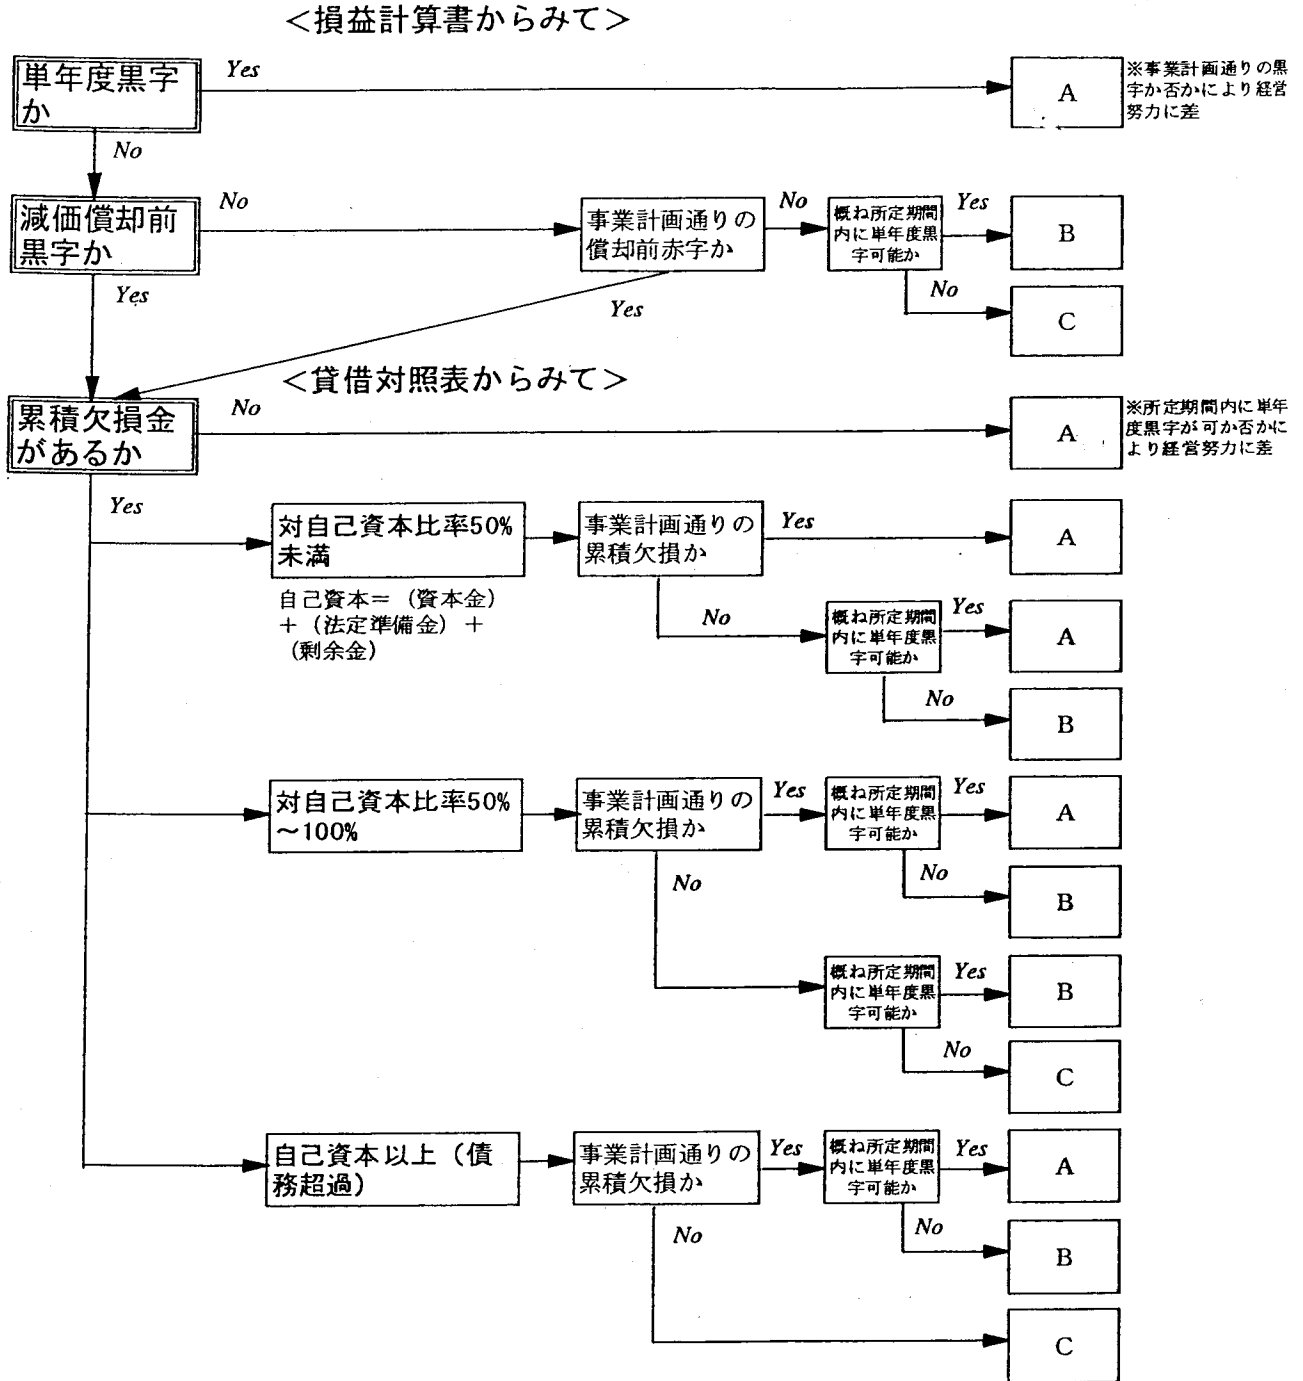 ＜損益計算書からみて＞
単年度黒字
か
Yes
A
※事業計画通りの黒
字か否かにより経営
努力に差
No
減価償却前
黒字か
No
事業計画通りの
償却前赤字か
No
概ね所定期間
内に単年度黒
字可能か
Yes
B
Yes
Yes
No
C
＜貸借対照表からみて＞
累積欠損金
があるか
No
A
※所定期間内に単年
度黒字が可か否かに
より経営努力に差
Yes
対自己資本比率50%
未満
事業計画通りの
累積欠損か
Yes
A
自己資本＝（資本金）
＋（法定準備金）＋
（剰余金）
No
概ね所定期間
内に単年度黒
字可能か
Yes
A
No
B
対自己資本比率50%
～100%
事業計画通りの
累積欠損か
Yes
概ね所定期間
内に単年度黒
字可能か
Yes
A
No
B
No
概ね所定期間
内に単年度黒
字可能か
Yes
B
No
C
自己資本以上（債
務超過）
事業計画通りの
累積欠損か
Yes
概ね所定期間
内に単年度黒
字可能か
Yes
A
No
B
No
C